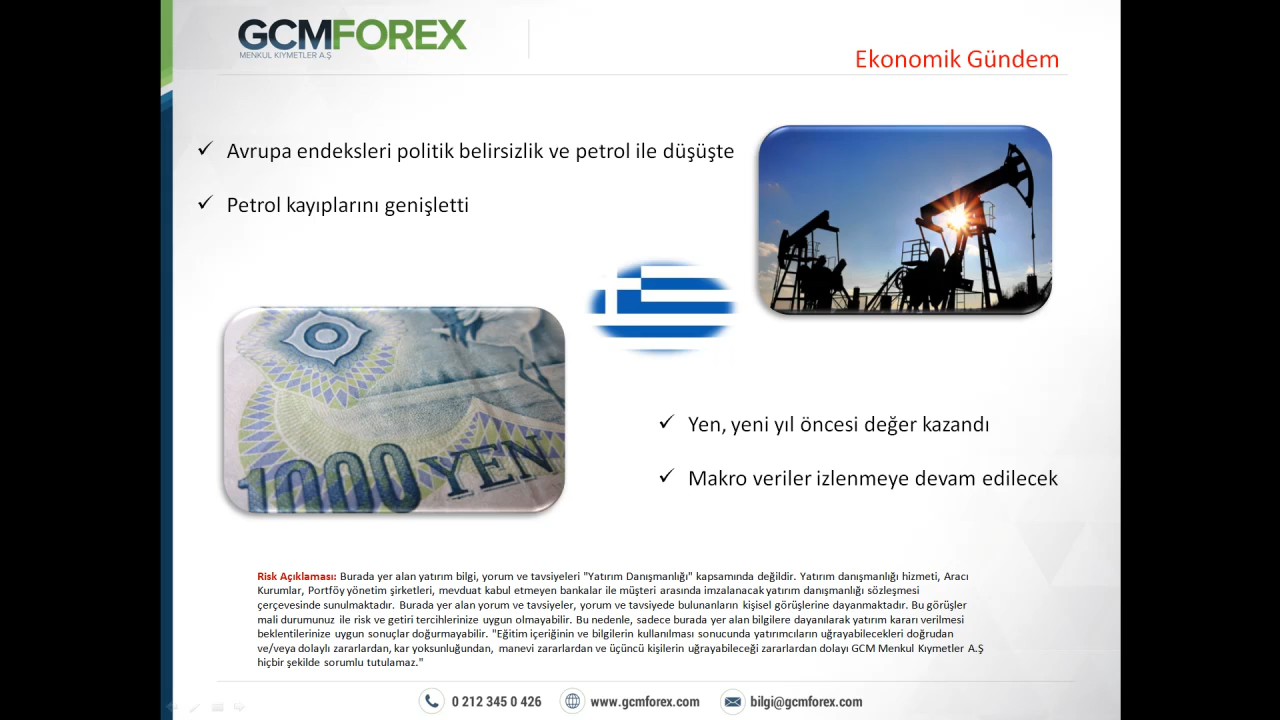 GCMFOREX
MENKUL KIYMETLER A.Ş
Ekonomik Gündem
Avrupa endeksleri politik belirsizlik ve petrol ile düşüşte
Petrol kayıplarını genişletti
1000 YEN
Yen, yeni yıl öncesi değer kazandı
Makro veriler izlenmeye devam edilecek
Risk Açıklaması: Burada yer alan yatırım bilgi, yorum ve tavsiyeleri "Yatırım Danışmanlığı" kapsamında değildir. Yatırım danışmanlığı hizmeti, Aracı
Kurumlar, Portföy yönetim şirketleri, mevduat kabul etmeyen bankalar ile müşteri arasında imzalanacak yatırım danışmanlığı sözleşmesi
çerçevesinde sunulmaktadır. Burada yer alan yorum ve tavsiyeler, yorum ve tavsiyede bulunanların kişisel görüşlerine dayanmaktadır. Bu görüşler
mali durumunuz ile risk ve getiri tercihlerinize uygun olmayabilir. Bu nedenle, sadece burada yer alan bilgilere dayanılarak yatırım kararı verilmesi
beklentilerinize uygun sonuçlar doğurmayabilir. "Eğitim içeriğinin ve bilgilerin kullanılması sonucunda yatırımcıların uğrayabilecekleri doğrudan
ve/veya dolaylı zararlardan, kar yoksunluğundan, manevi zararlardan ve üçüncü kişilerin uğrayabileceği zararlardan dolayı GCM Menkul Kıymetler A.Ş
hiçbir şekilde sorumlu tutulamaz."
0 212 345 0 426
www.gcmforex.com
bilgi@gcmforex.com